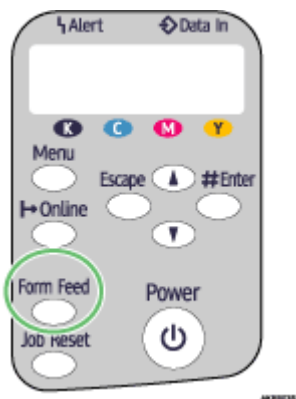 Alert Data In
K C M Y
Menu
Escape #Enter
Online
Form Feed Power
Job Reset